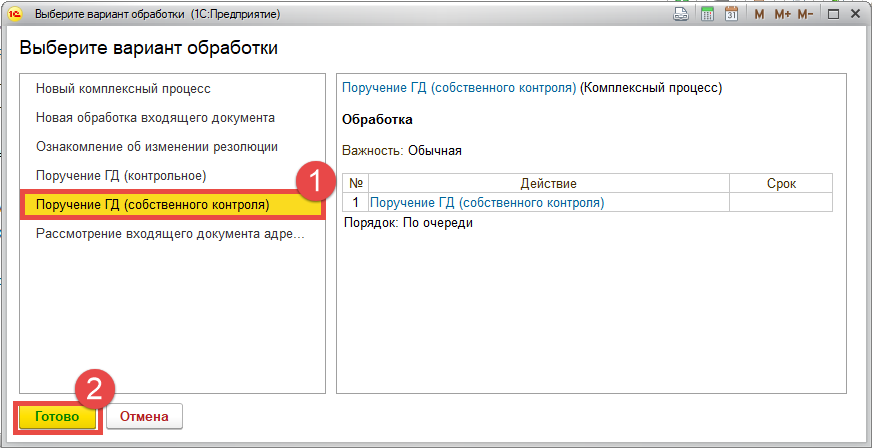 Выберите вариант обработки (1С:Предприятие)
31 M M+ M-
Выберите вариант обработки
Новый комплексный процесс
Новая обработка входящего документа
Ознакомление об изменении резолюции
Поручение ГД (контрольное)
1
Поручение ГД (собственного контроля)
Рассмотрение входящего документа адре...
Поручение ГД (собственного контроля) (Комплексный процесс)
Обработка
Важность: Обычная
№ Действие Срок
1 Поручение ГД (собственного контроля)
Порядок: По очереди
2
Готово Отмена